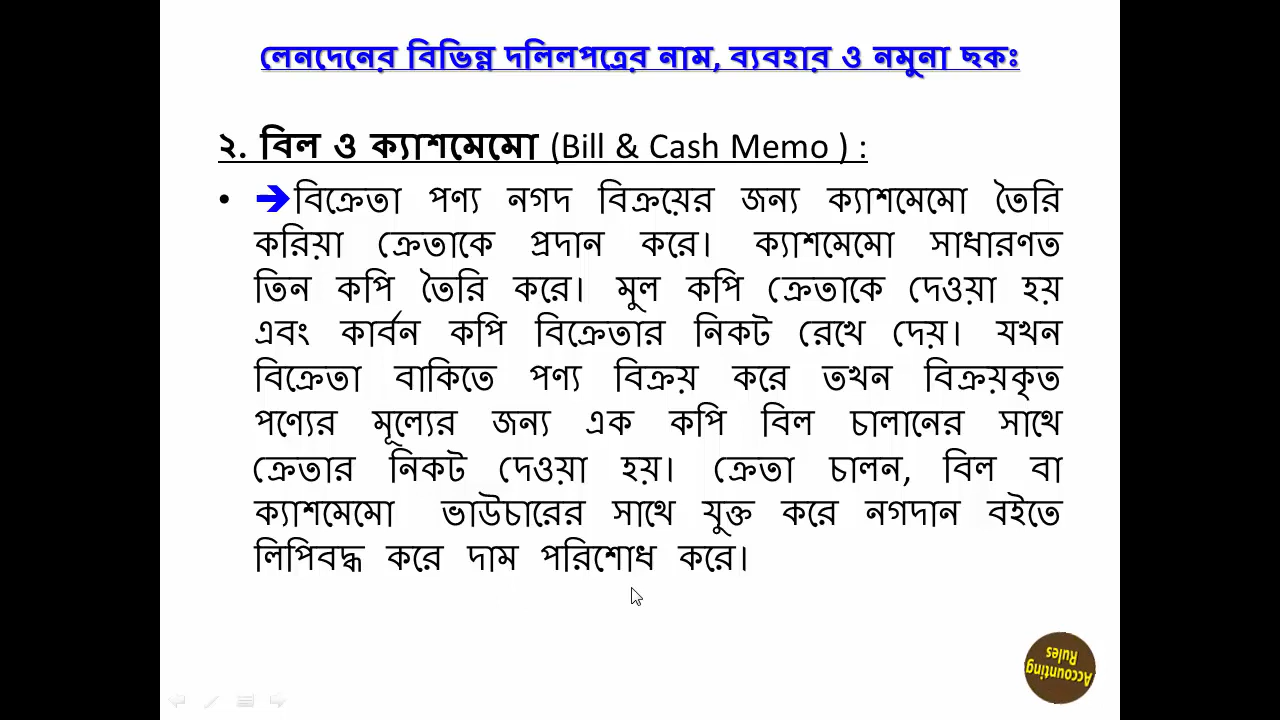 লেনদেনের বিভিন্ন দলিলপত্রের নাম, ব্যবহার ও নমুনা ছকঃ
২. বিল ও ক্যাশমেমো (Bill & Cash Memo ) :
• ➔বিক্রেতা পণ্য নগদ বিক্রয়ের জন্য ক্যাশমেমো তৈরি
করিয়া ক্রেতাকে প্রদান করে। ক্যাশমেমো সাধারণত
তিন কপি তৈরি করে। মুল কপি ক্রেতাকে দেওয়া হয়
এবং কার্বন কপি বিক্রেতার নিকট রেখে দেয়। যখন
বিক্রেতা বাকিতে পণ্য বিক্রয় করে তখন বিক্রয়কৃত
পণ্যের মূল্যের জন্য এক কপি বিল চালানের সাথে
ক্রেতার নিকট দেওয়া হয়। ক্রেতা চালন, বিল বা
ক্যাশমেমো ভাউচারের সাথে যুক্ত করে নগদান বইতে
লিপিবদ্ধ করে দাম পরিশোধ করে।
Accounting
Rules